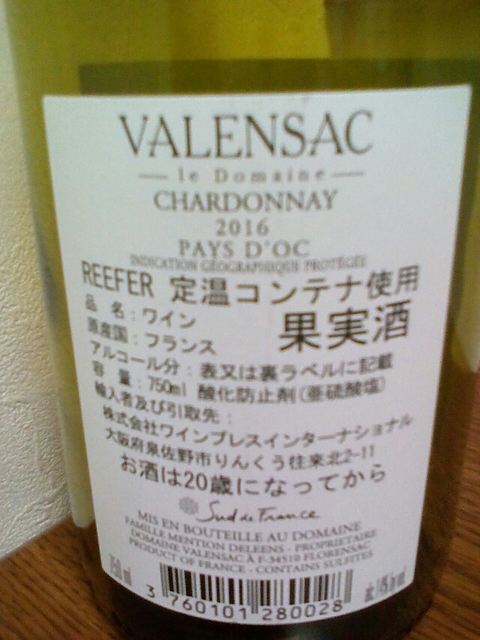 VALENSAC
le Domaine
CHARDONNAY
2016
PAYS D'OC
INDICATION GÉOGRAPHIQUE PROTÉGÉE
REEFER 定温コンテナ使用
品 名:ワイン
果実酒
原産国:フランス
アルコール分:表又は裏ラベルに記載
容 量:750ml 酸化防止剤(亜硫酸塩)
輸入者及び引取先:
株式会社ワインプレスインターナショナル
大阪府泉佐野市りんくう往来北2-11
お酒は20歳になってから
Sud de France
MIS EN BOUTEILLE AU DOMAINE
FAMILLE MENTION DELEENS - PROPRIETAIRE
DOMAINE VALENSAC À F-34510 FLORENSAC
PRODUCT OF FRANCE - CONTAINS SULFITES
750 ml
3 760101 280028